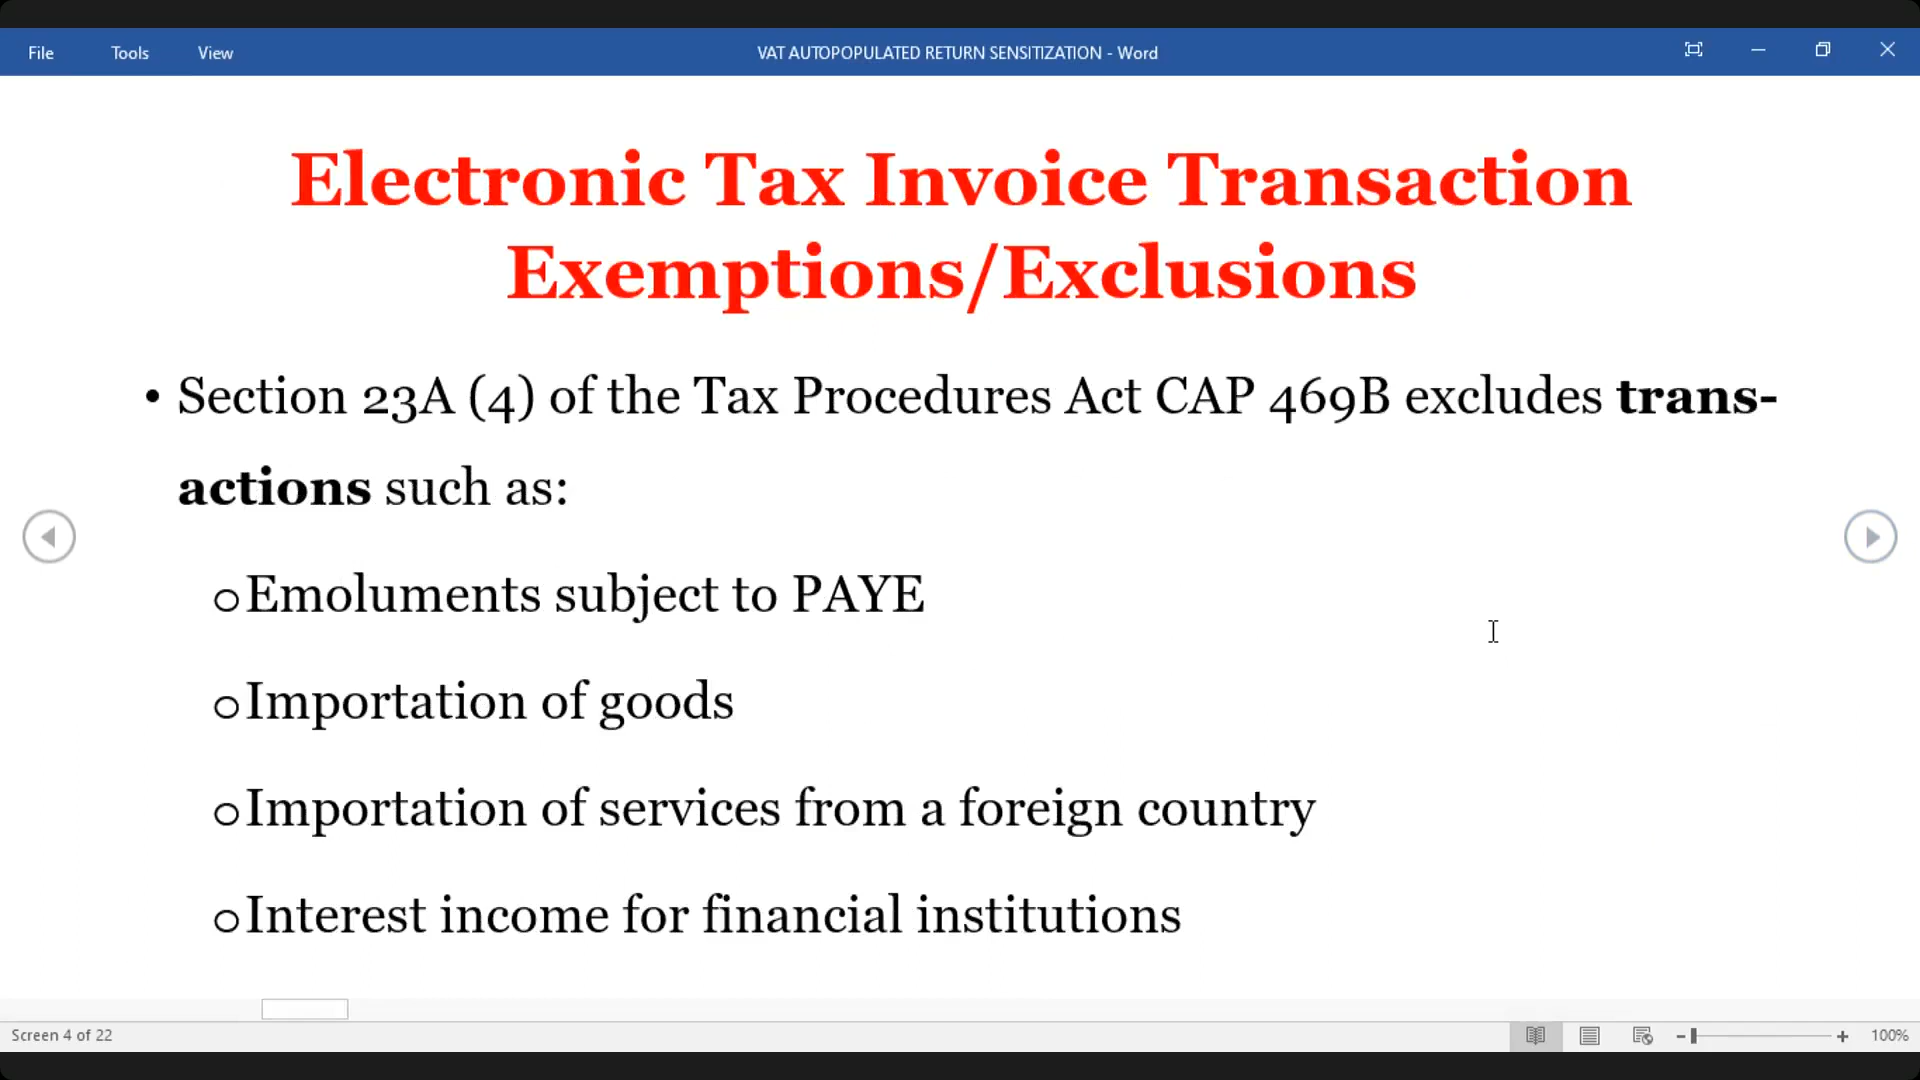 File Tools View VAT AUTOPOPULATED RETURN SENSITIZATION - Word
Electronic Tax Invoice Transaction
Exemptions/Exclusions
• Section 23A (4) of the Tax Procedures Act CAP 469B excludes trans-
actions such as:
o Emoluments subject to PAYE
o Importation of goods
o Importation of services from a foreign country
o Interest income for financial institutions
Screen 4 of 22 100%